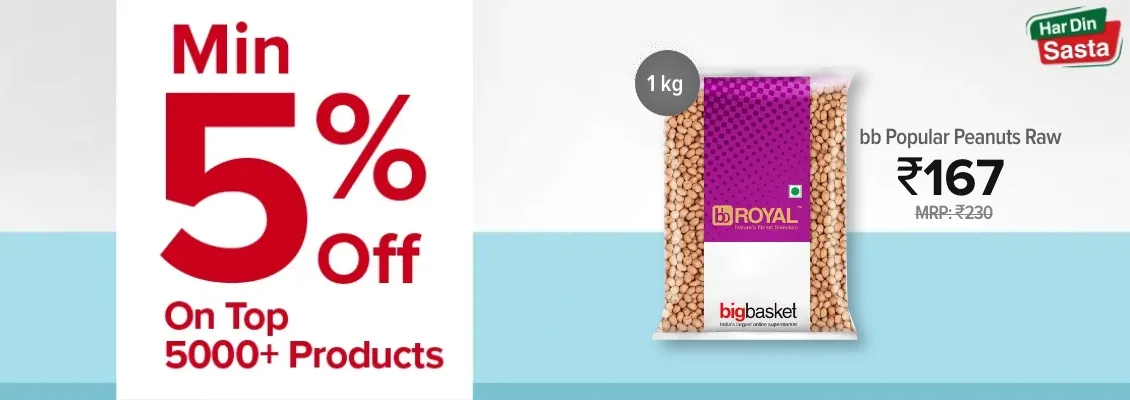 Min
5%
Off
On Top
5000+ Products
Har Din
Sasta
1 kg
bb ROYAL™
Nature's Finest Selection
bigbasket
India's largest online supermarket
bb Popular Peanuts Raw
₹167
MRP: ₹230